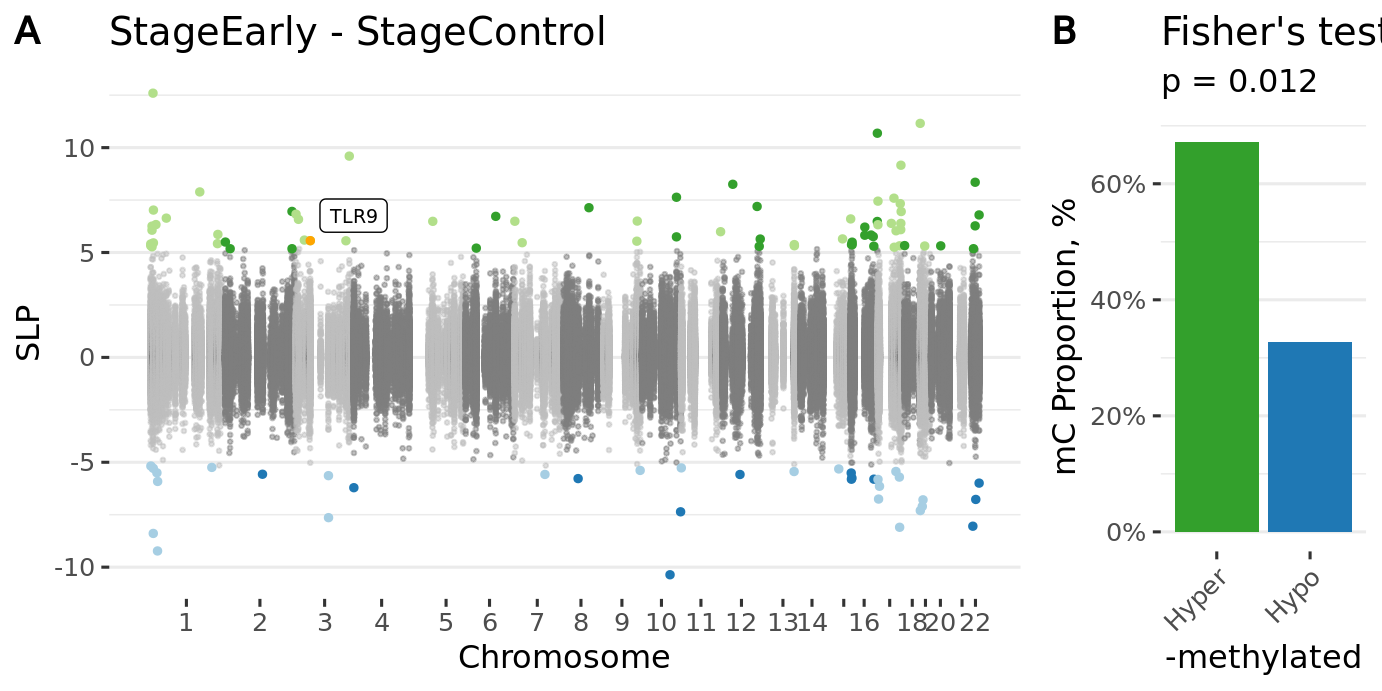 A
StageEarly - StageControl
SLP
10
5
0
-5
-10
TLR9
1 2 3 4 5 6 7 8 9 10 11 12 13 14 16 18 20 22
Chromosome
B
Fisher's test
p = 0.012
mC Proportion, %
60%
40%
20%
0%
Hyper
Hypo
-methylated